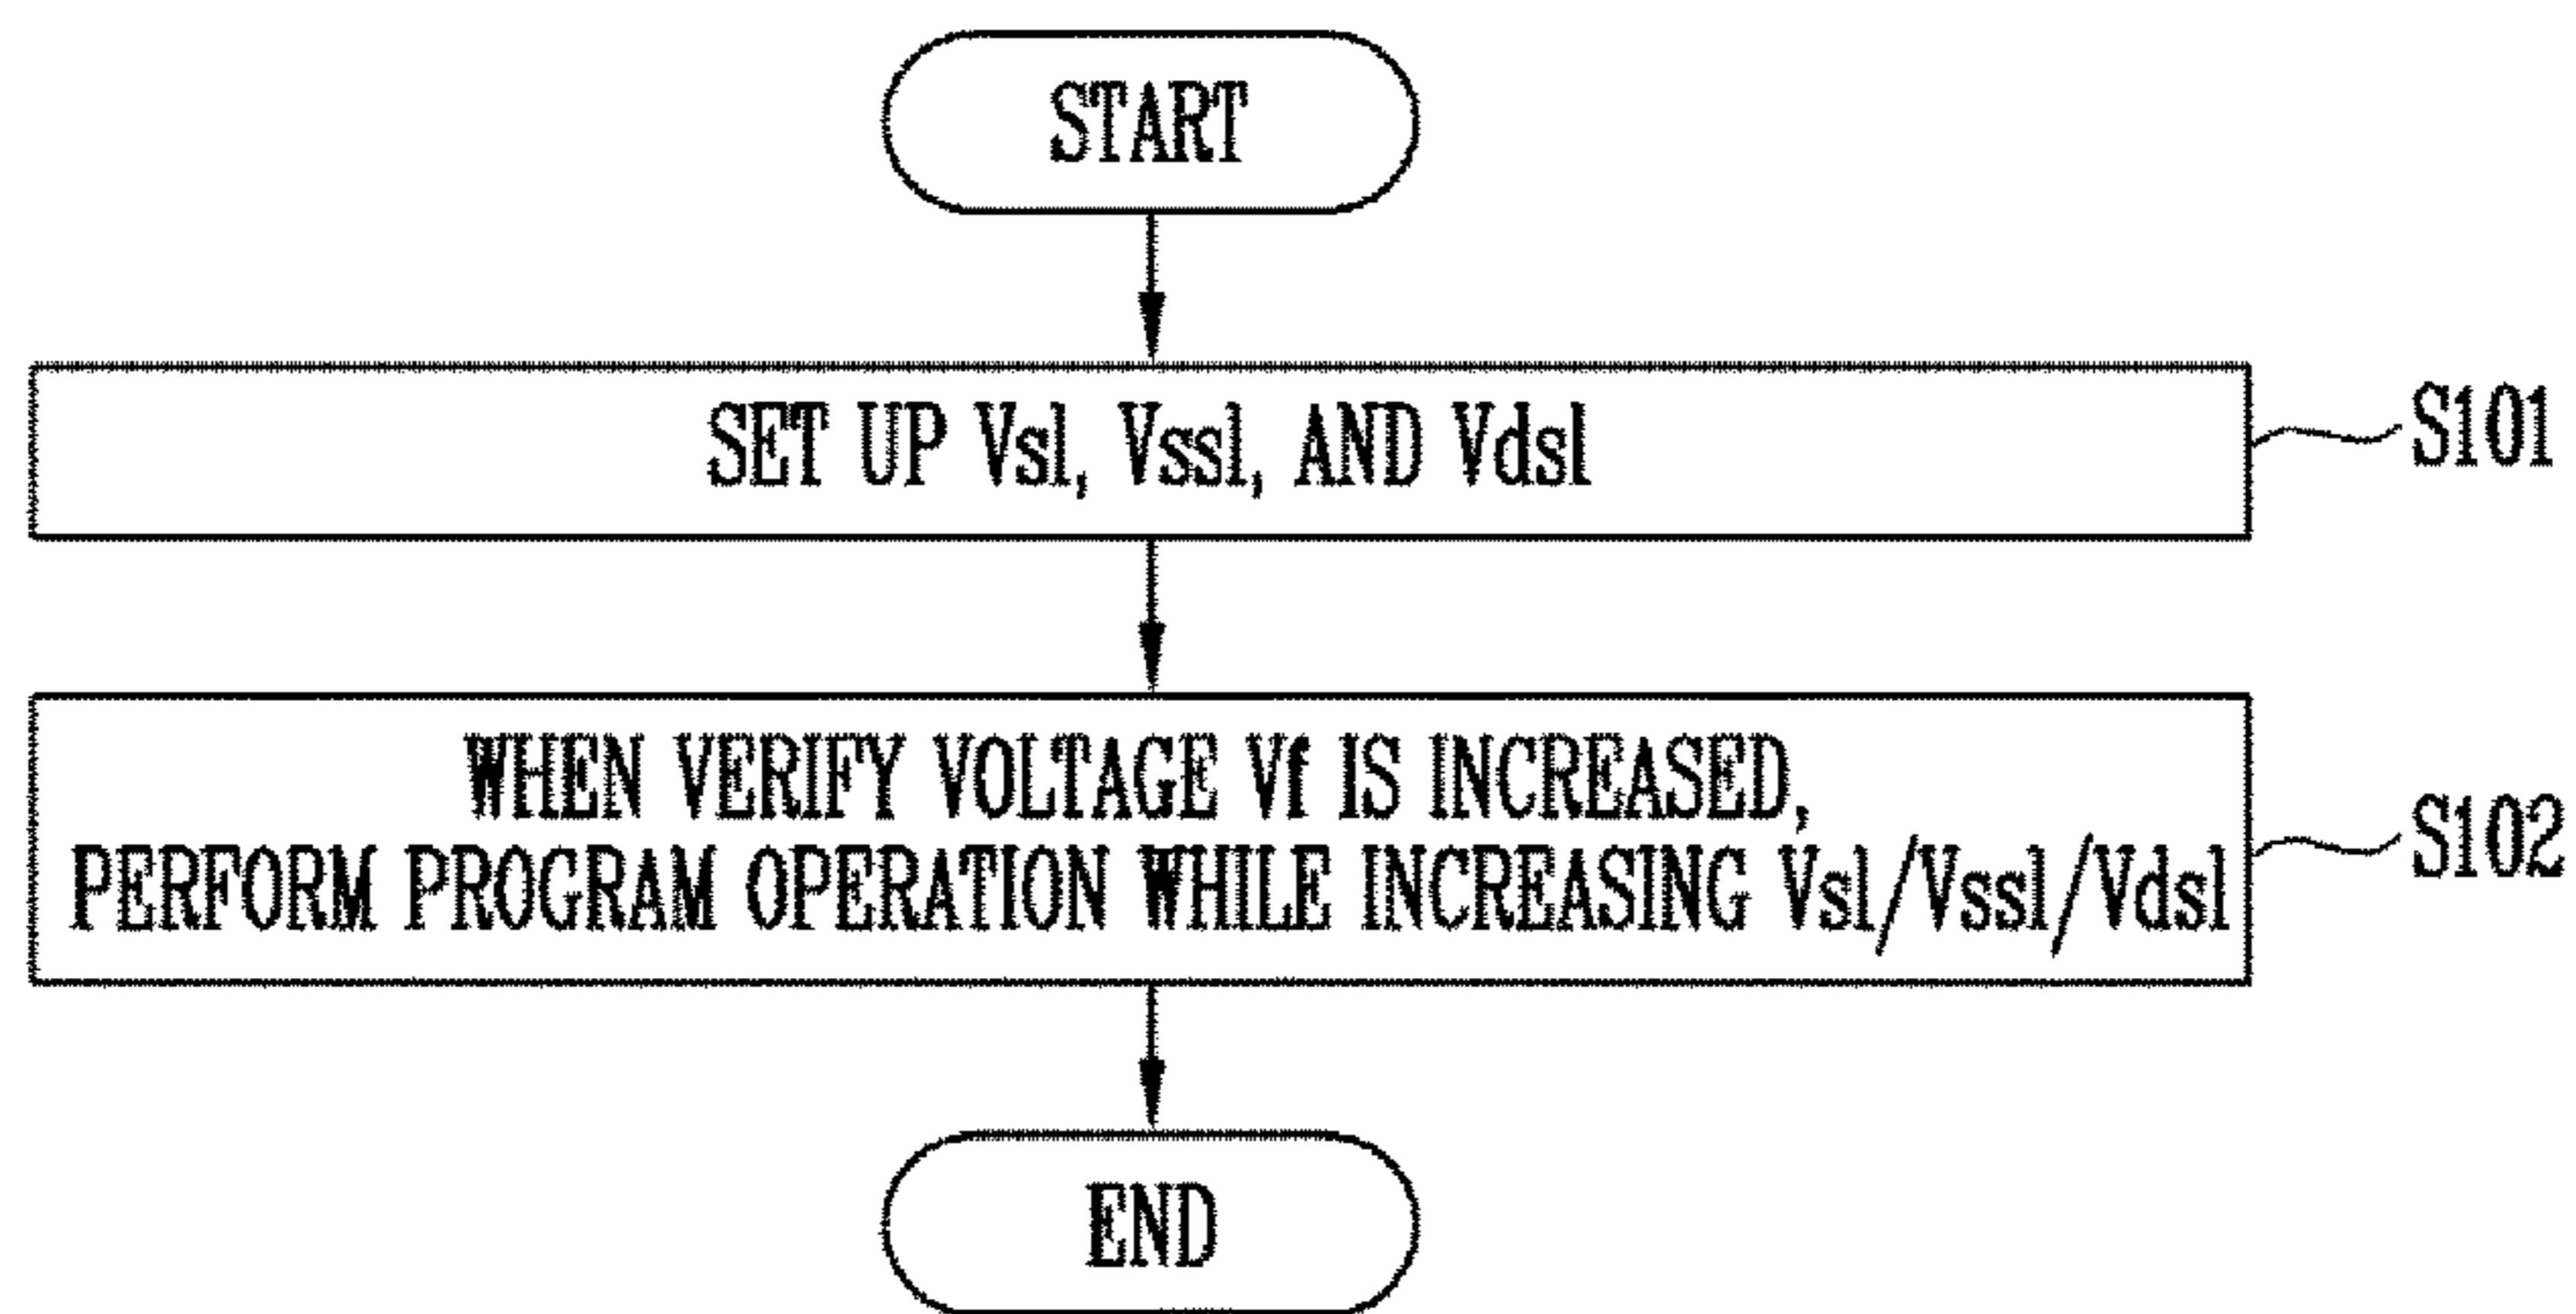 START
SET UP Vsl, Vssl, AND Vdsl
S101
WHEN VERIFY VOLTAGE Vf IS INCREASED,
PERFORM PROGRAM OPERATION WHILE INCREASING Vsl/Vssl/Vdsl
S102
END